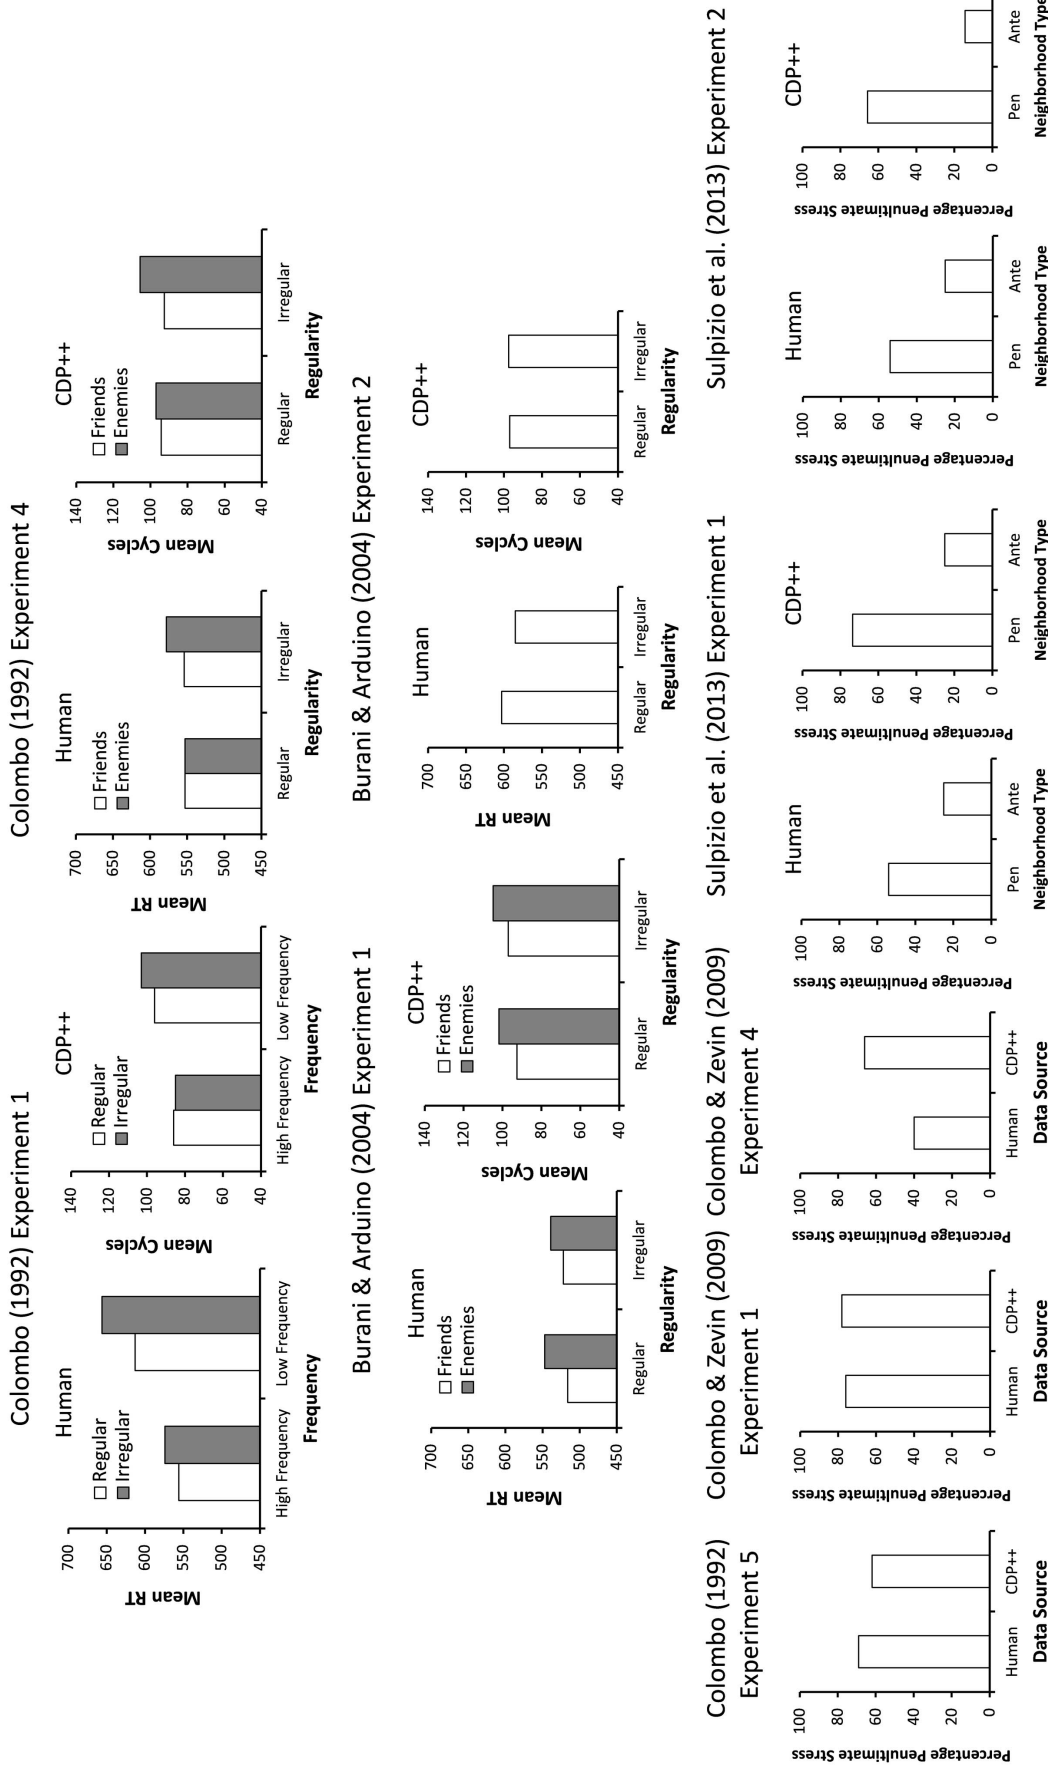 Colombo (1992) Experiment 1
Human
Regular
Irregular
Mean RT
700
650
600
550
500
450
High Frequency
Low Frequency
Frequency
CDP++
Regular
Irregular
Mean Cycles
140
120
100
80
60
40
High Frequency
Low Frequency
Frequency
Colombo (1992) Experiment 4
Human
Friends
Enemies
Mean RT
700
650
600
550
500
450
Regular
Irregular
Regularity
CDP++
Friends
Enemies
Mean Cycles
140
120
100
80
60
40
Regular
Irregular
Regularity
Burani & Arduino (2004) Experiment 1
Human
Friends
Enemies
Mean RT
700
650
600
550
500
450
Regular
Irregular
Regularity
CDP++
Friends
Enemies
Mean Cycles
140
120
100
80
60
40
Regular
Irregular
Regularity
Burani & Arduino (2004) Experiment 2
Human
Mean RT
700
600
500
450
Regular
Irregular
Regularity
CDP++
Mean Cycles
140
120
100
80
60
40
Regular
Irregular
Regularity
Colombo (1992)
Experiment 5
Percentage Penultimate Stress
100
80
60
40
20
0
Human
CDP++
Data Source
Colombo & Zevin (2009)
Experiment 1
Percentage Penultimate Stress
100
80
60
40
20
0
Human
CDP++
Data Source
Colombo & Zevin (2009)
Experiment 4
Percentage Penultimate Stress
100
80
60
40
20
0
Human
CDP++
Data Source
Sulpizio et al. (2013) Experiment 1
Human
Percentage Penultimate Stress
100
80
60
40
20
0
Pen
Ante
Neighborhood Type
CDP++
Percentage Penultimate Stress
100
80
60
40
20
0
Pen
Ante
Neighborhood Type
Sulpizio et al. (2013) Experiment 2
Human
Percentage Penultimate Stress
100
80
60
40
20
0
Pen
Ante
Neighborhood Type
CDP++
Percentage Penultimate Stress
100
80
60
40
20
0
Pen
Ante
Neighborhood Type